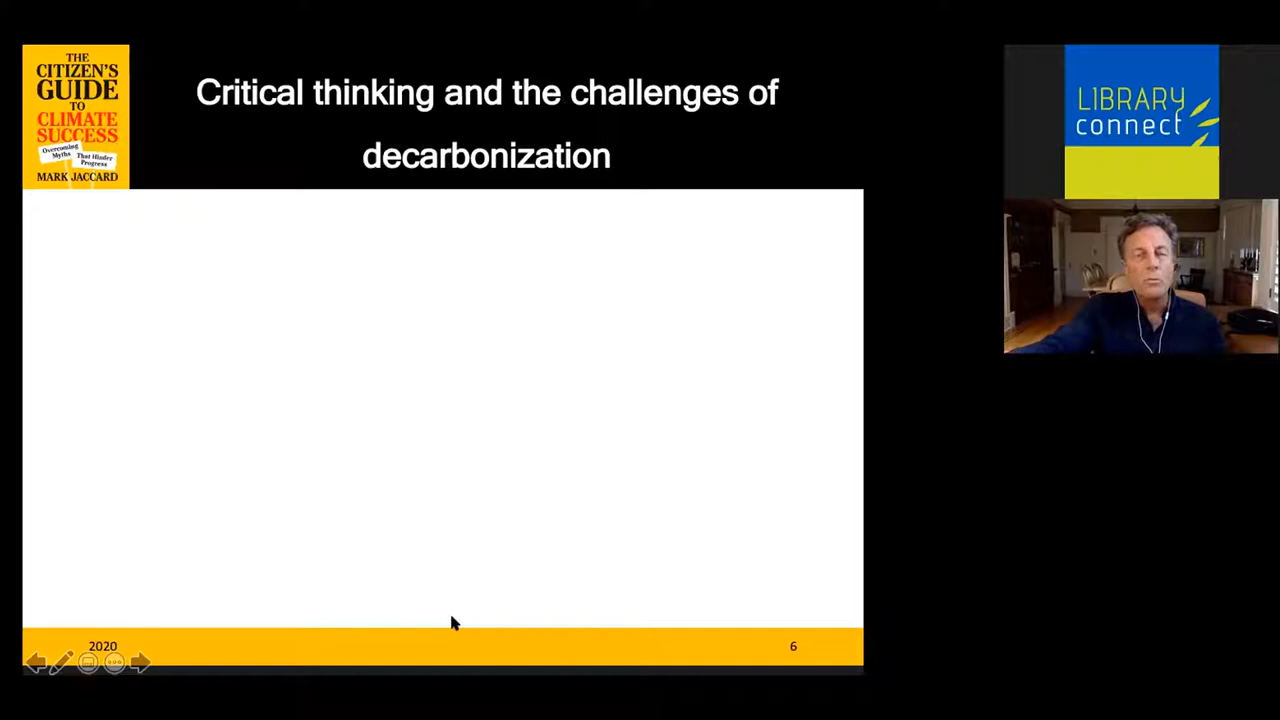 THE
CITIZEN'S
GUIDE
TO
CLIMATE
SUCCESS
Overcoming
Myths
That Hinder
Progress
MARK JACCARD
Critical thinking and the challenges of
decarbonization
LIBRARY
connect
2020
6